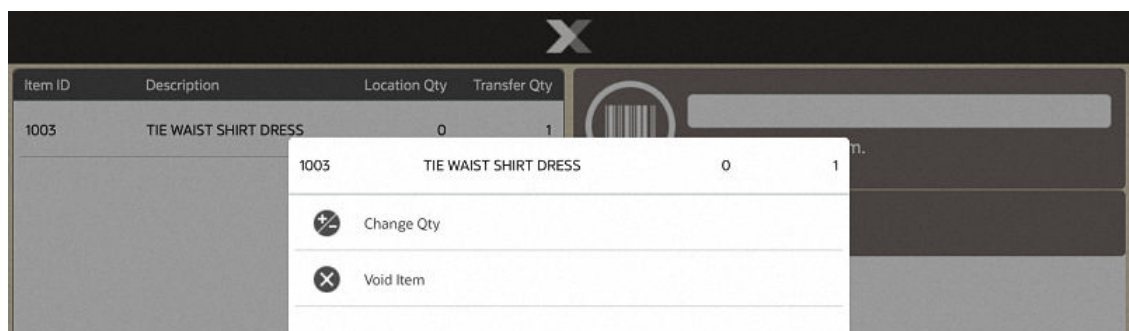 Item ID Description Location Qty Transfer Qty
1003 TIE WAIST SHIRT DRESS 0 1
m.
1003 TIE WAIST SHIRT DRESS 0 1
Change Qty
Void Item